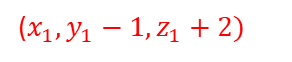 (x₁, y₁ − 1, z₁ + 2)